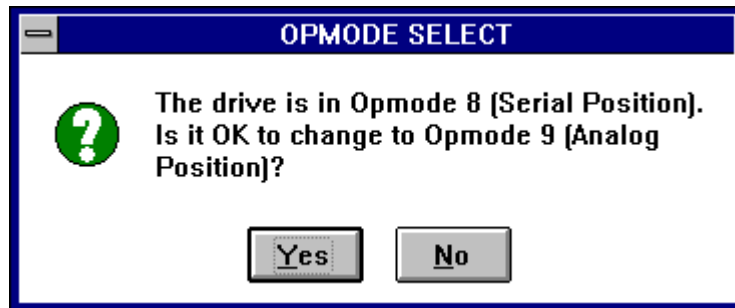 OPMODE SELECT
The drive is in Opmode 8 (Serial Position).
Is it OK to change to Opmode 9 (Analog
Position)?
Yes No